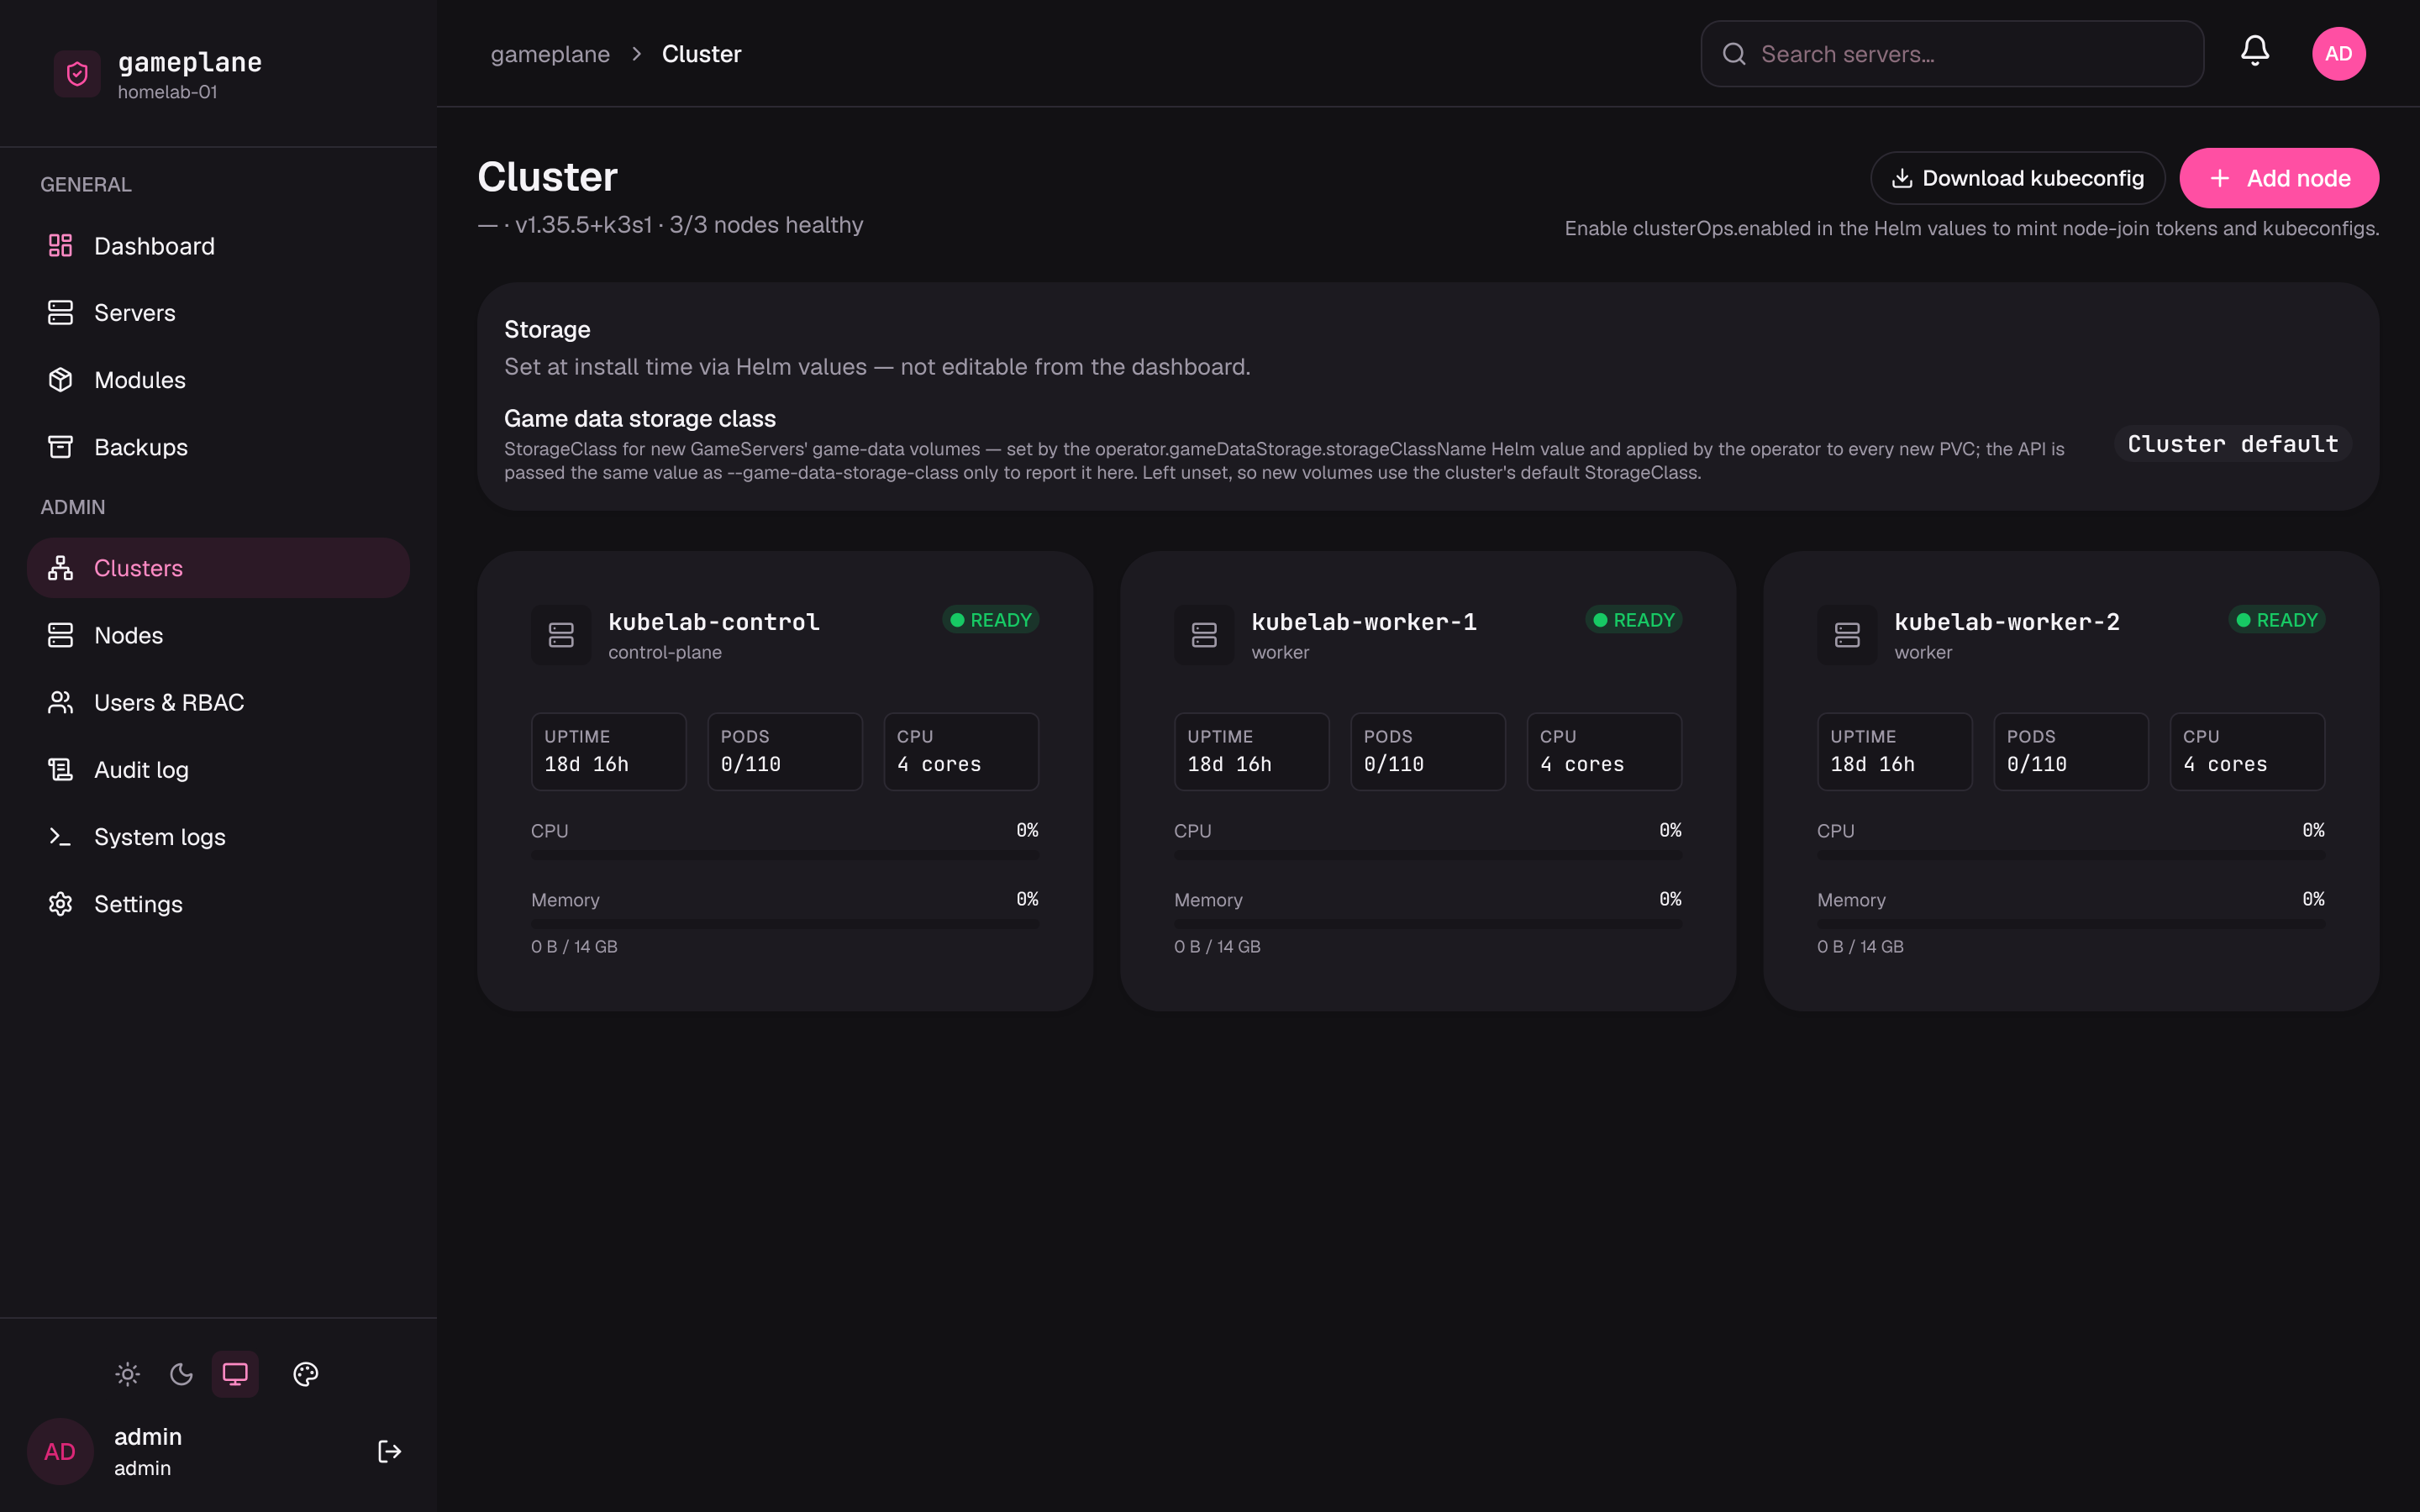 gameplane
homelab-01
GENERAL
Dashboard
Servers
Modules
Backups
ADMIN
Clusters
Nodes
Users & RBAC
Audit log
System logs
Settings
AD
admin
admin
gameplane > Cluster
Search servers...
AD
Cluster
— · v1.35.5+k3s1 · 3/3 nodes healthy
Download kubeconfig
Add node
Enable clusterOps.enabled in the Helm values to mint node-join tokens and kubeconfigs.
Storage
Set at install time via Helm values — not editable from the dashboard.
Game data storage class
StorageClass for new GameServers' game-data volumes — set by the operator.gameDataStorage.storageClassName Helm value and applied by the operator to every new PVC; the API is
passed the same value as --game-data-storage-class only to report it here. Left unset, so new volumes use the cluster's default StorageClass.
Cluster default
kubelab-control
control-plane
READY
UPTIME
18d 16h
PODS
0/110
CPU
4 cores
CPU 0%
Memory 0%
0 B / 14 GB
kubelab-worker-1
worker
READY
UPTIME
18d 16h
PODS
0/110
CPU
4 cores
CPU 0%
Memory 0%
0 B / 14 GB
kubelab-worker-2
worker
READY
UPTIME
18d 16h
PODS
0/110
CPU
4 cores
CPU 0%
Memory 0%
0 B / 14 GB